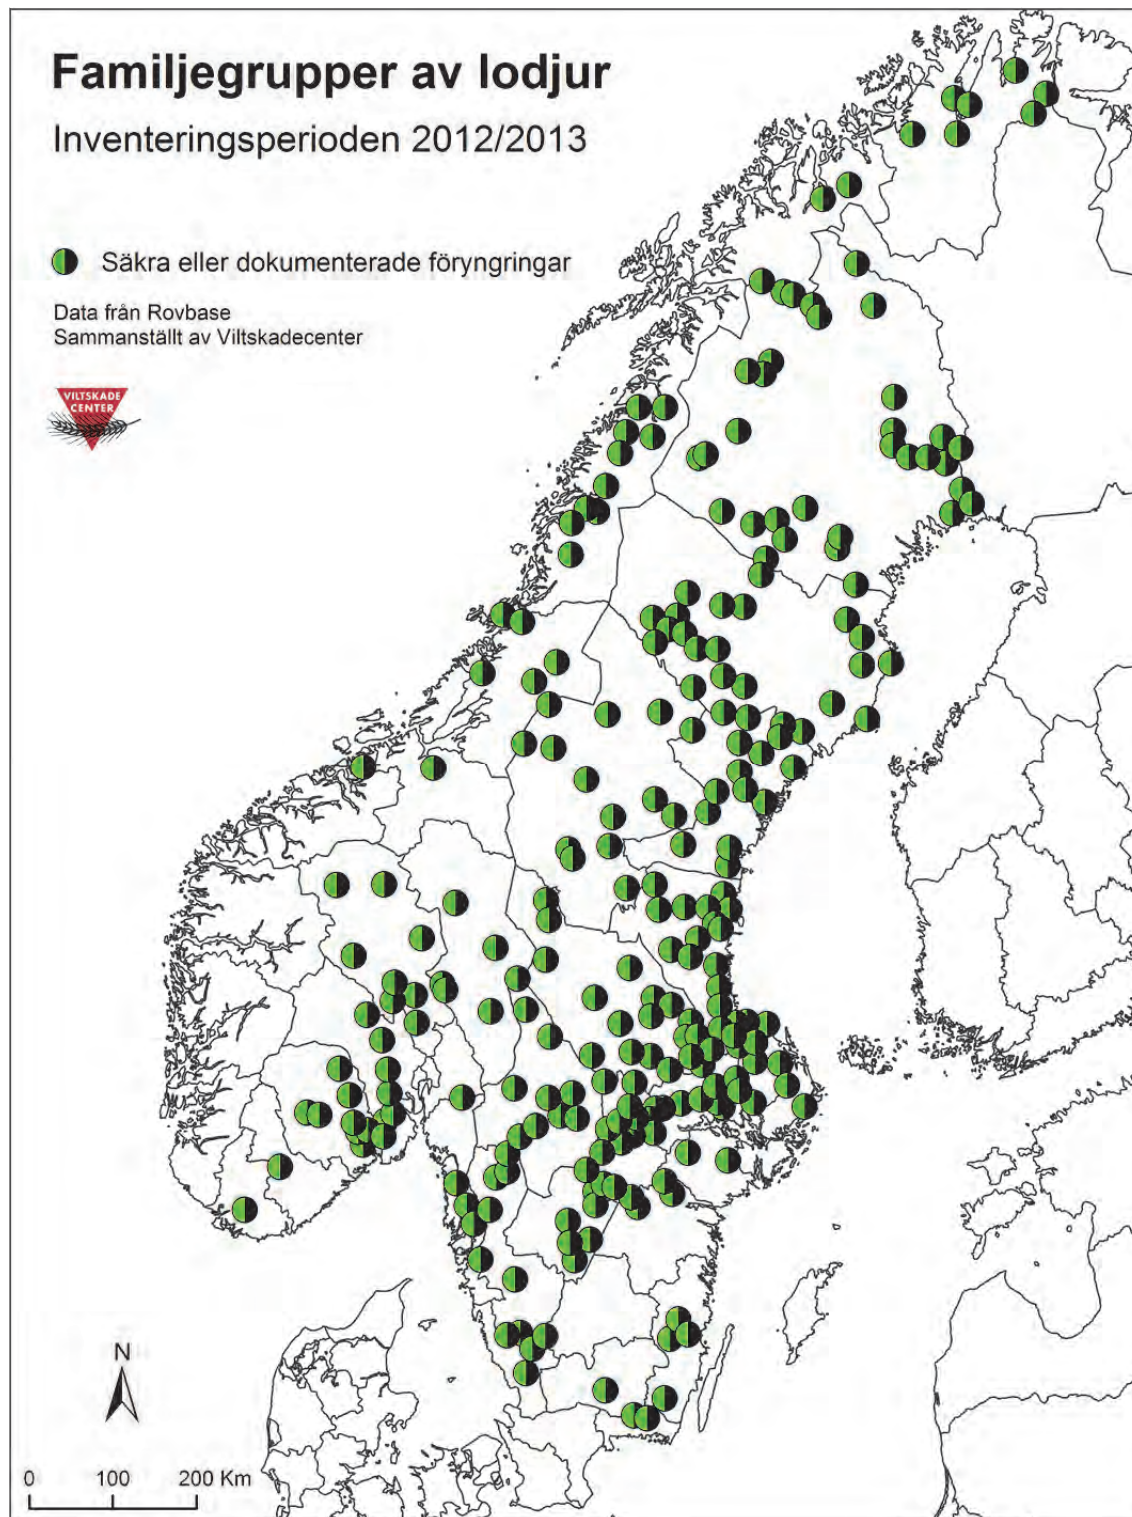 Familjegrupper av lodjur
Inventeringsperioden 2012/2013
Säkra eller dokumenterade föryngringar
Data från Rovbase
Sammanställt av Viltskadecenter
VILTSKADE
CENTER
N
0 100 200 Km